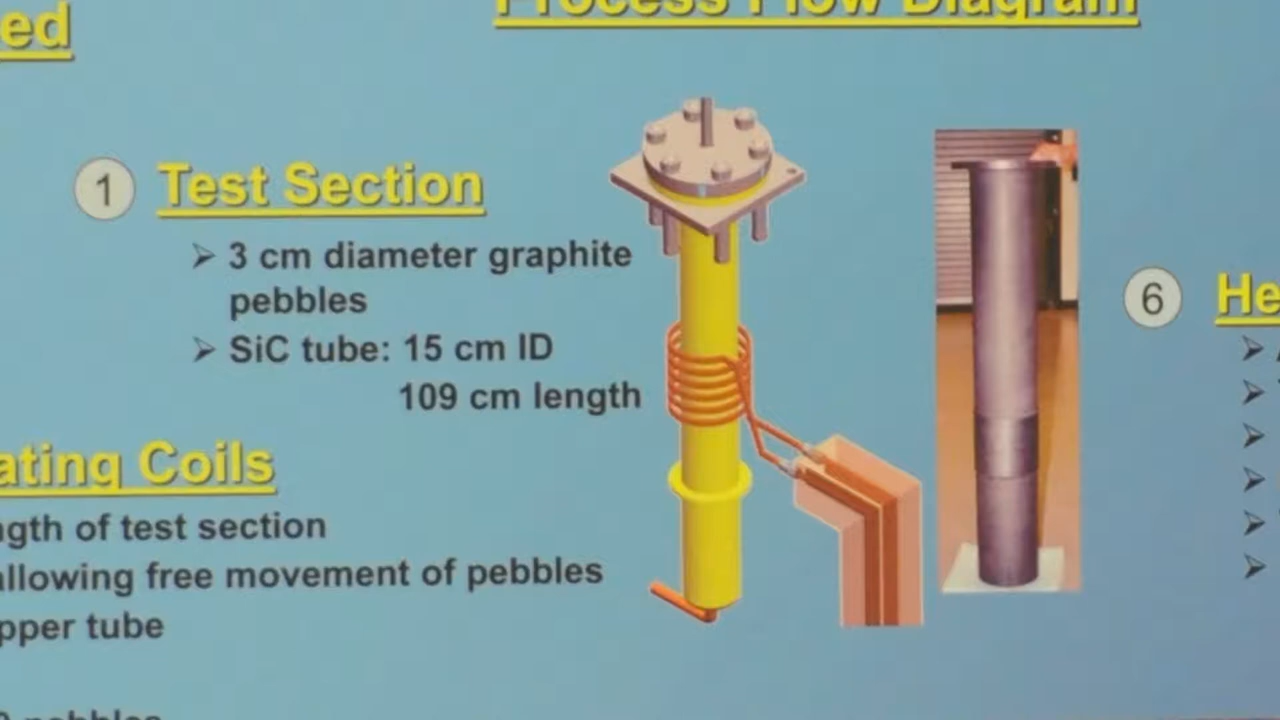 ed
Process Flow Diagram
1 Test Section
➢ 3 cm diameter graphite
pebbles
➢ SiC tube: 15 cm ID
109 cm length
6 He
ating Coils
ngth of test section
allowing free movement of pebbles
pper tube
pebbles